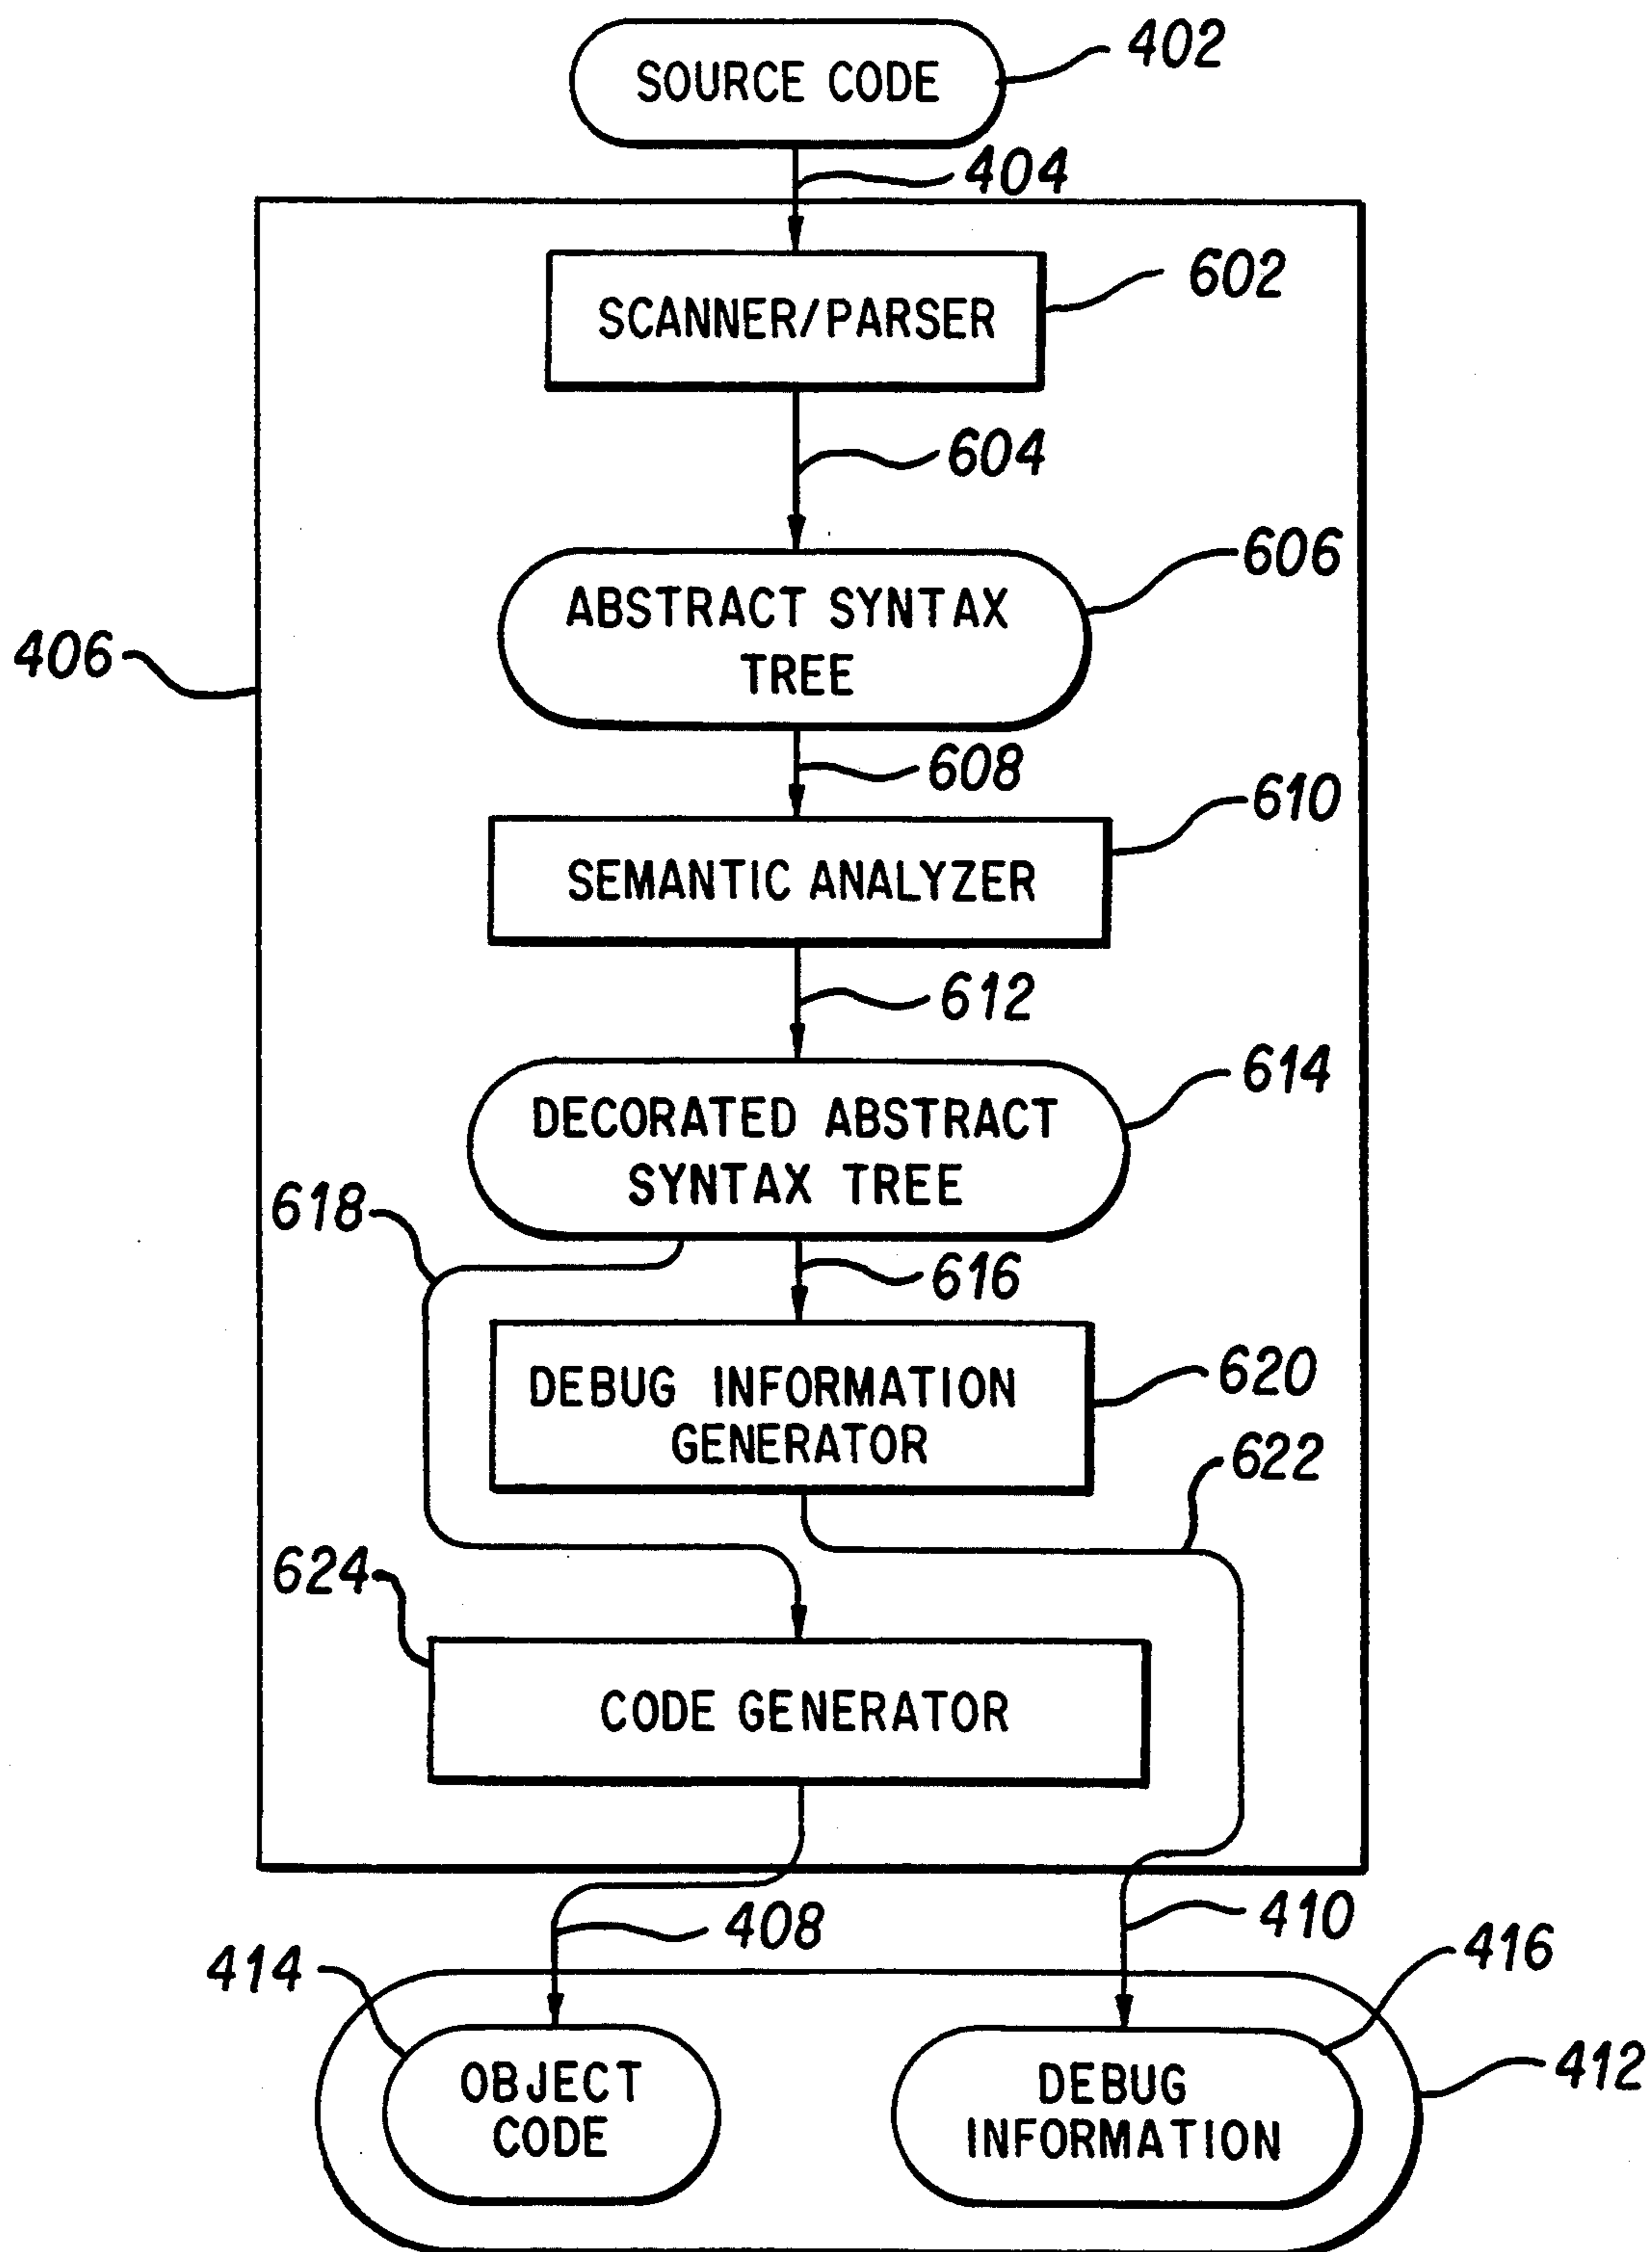 SOURCE CODE
402
404
SCANNER/PARSER
602
604
ABSTRACT SYNTAX
TREE
606
406
608
SEMANTIC ANALYZER
610
612
DECORATED ABSTRACT
SYNTAX TREE
614
618
616
DEBUG INFORMATION
GENERATOR
620
622
624
CODE GENERATOR
408
410
414
416
OBJECT
CODE
DEBUG
INFORMATION
412